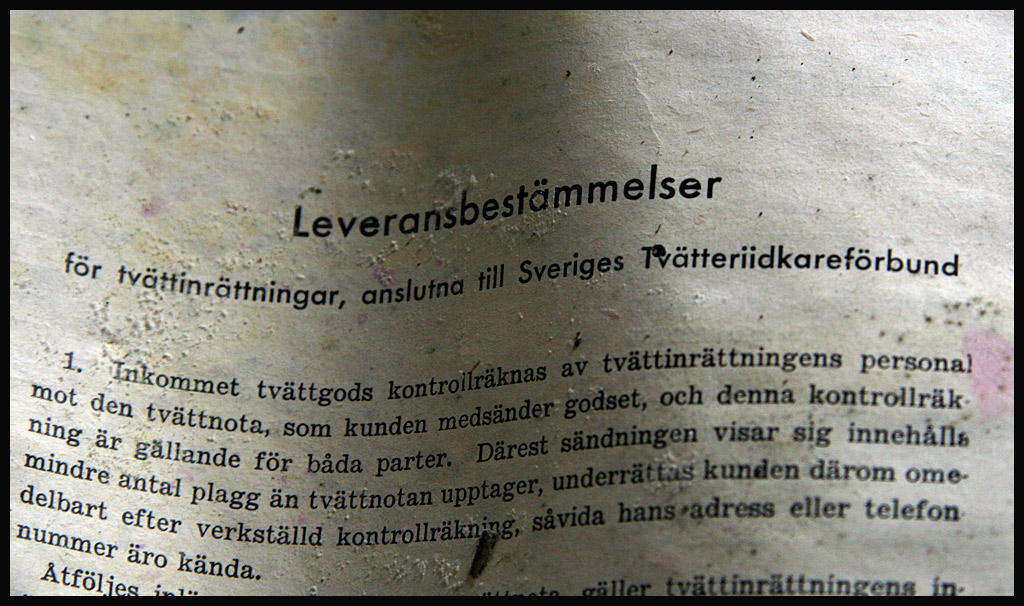 Leveransbestämmelser
för tvättinrättningar, anslutna till Sveriges Tvätteriidkareförbund
1. Inkommet tvättgods kontrollräknas av tvättinrättningens personal
mot den tvättnota, som kunden medsänder godset, och denna kontrollräk-
ning är gällande för båda parter. Därest sändningen visar sig innehålla
mindre antal plagg än tvättnotan upptager, underrättas kunden därom ome-
delbart efter verkställd kontrollräkning, såvida hans adress eller telefon-
nummer äro kända.
Åtföljes gäller tvättinrättningens in-